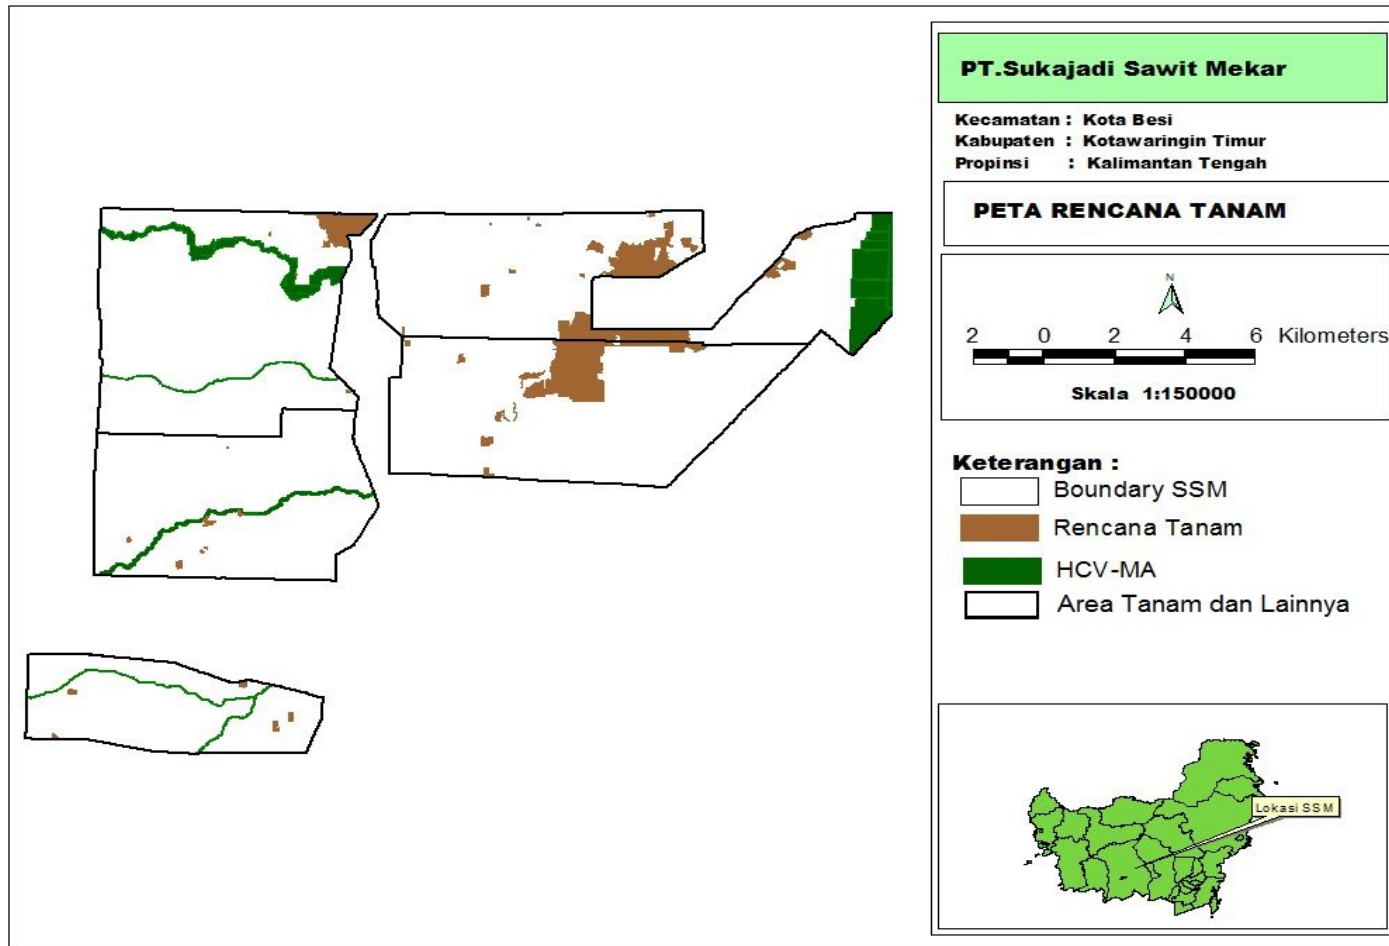 PT.Sukajadi Sawit Mekar
Kecamatan : Kota Besi
Kabupaten : Kotawaringin Timur
Propinsi : Kalimantan Tengah
PETA RENCANA TANAM
N
2 0 2 4 6 Kilometers
Skala 1:150000
Keterangan :
Boundary SSM
Rencana Tanam
HCV-MA
Area Tanam dan Lainnya
Lokasi SSM